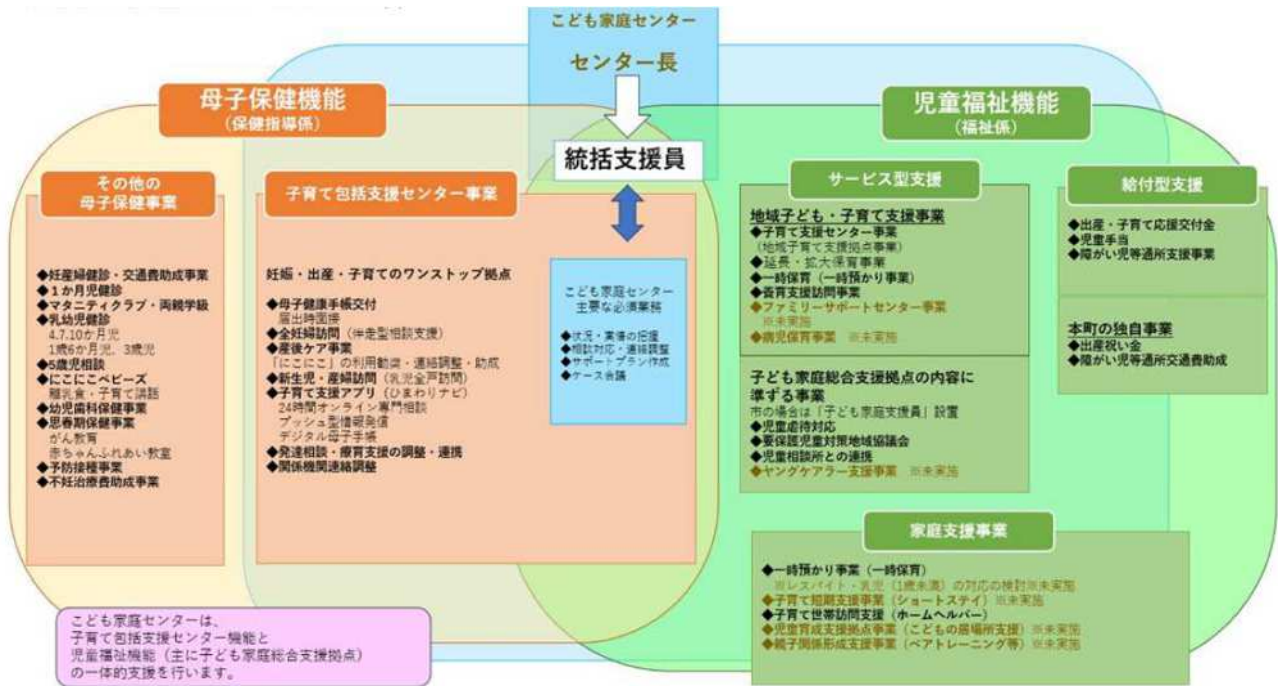 こども家庭センター
センター長
母子保健機能
（保健指導係）
児童福祉機能
（福祉係）
統括支援員
その他の
母子保健事業
◆妊産婦健診・交通費助成事業
◆１か月児健診
◆マタニティクラブ・両親学級
◆乳幼児健診
4.7.10か月児
1歳6か月児、3歳児
◆5歳児相談
◆にこにこベビーズ
離乳食・子育て講話
◆幼児歯科保健事業
◆思春期保健事業
がん教育
赤ちゃんふれあい教室
◆予防接種事業
◆不妊治療費助成事業
子育て包括支援センター事業
妊娠・出産・子育てのワンストップ拠点
◆母子健康手帳交付
届出時面接
◆全妊婦訪問（伴走型相談支援）
◆産後ケア事業
「にこにこ」の利用勧奨・連絡調整・助成
◆新生児・産婦訪問（乳児全戸訪問）
◆子育て支援アプリ（ひまわりナビ）
24時間オンライン専門相談
プッシュ型情報発信
デジタル母子手帳
◆発達相談・療育支援の調整・連携
◆関係機関連絡調整
こども家庭センター
主要な必須業務
◆状況・実情の把握
◆相談対応・連絡調整
◆サポートプラン作成
◆ケース会議
サービス型支援
地域子ども・子育て支援事業
◆子育て支援センター事業
（地域子育て支援拠点事業）
◆延長・拡大保育事業
◆一時保育（一時預かり事業）
◆養育支援訪問事業
◆ファミリーサポートセンター事業
※未実施
◆病児保育事業　※未実施
子ども家庭総合支援拠点の内容に
準ずる事業
市の場合は「子ども家庭支援員」設置
◆児童虐待対応
◆要保護児童対策地域協議会
◆児童相談所との連携
◆ヤングケアラー支援事業　※未実施
給付型支援
◆出産・子育て応援交付金
◆児童手当
◆障がい児等通所支援事業
本町の独自事業
◆出産祝い金
◆障がい児等通所交通費助成
家庭支援事業
◆一時預かり事業（一時保育）
※レスパイト・乳児（1歳未満）の対応の検討※未実施
◆子育て短期支援事業（ショートステイ）※未実施
◆子育て世帯訪問支援（ホームヘルパー）
◆児童育成支援拠点事業（こどもの居場所支援）※未実施
◆親子関係形成支援事業（ペアトレーニング等）※未実施
こども家庭センターは、
子育て包括支援センター機能と
児童福祉機能（主に子ども家庭総合支援拠点）
の一体的支援を行います。